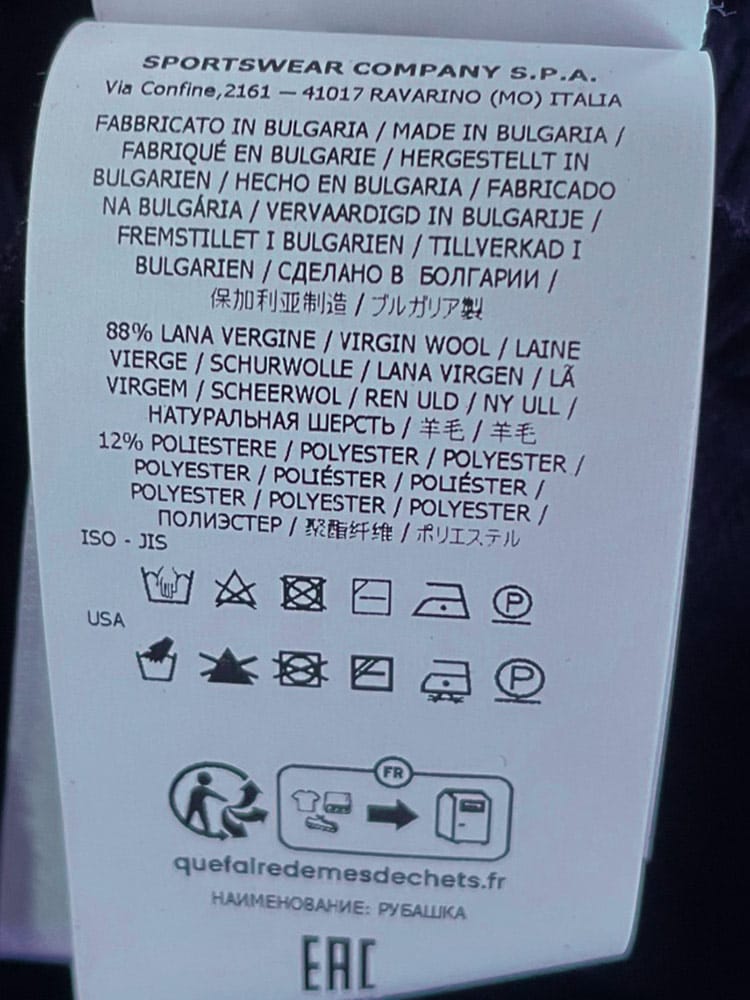 SPORTSWEAR COMPANY S.P.A.
Via Confine,2161 — 41017 RAVARINO (MO) ITALIA
FABBRICATO IN BULGARIA / MADE IN BULGARIA /
FABRIQUÉ EN BULGARIE / HERGESTELLT IN
BULGARIEN / HECHO EN BULGARIA / FABRICADO
NA BULGÁRIA / VERVAARDIGD IN BULGARIJE /
FREMSTILLET I BULGARIEN / TILLVERKAD I
BULGARIEN / СДЕЛАНО В БОЛГАРИИ /
保加利亚制造 / ブルガリア製
88% LANA VERGINE / VIRGIN WOOL / LAINE
VIERGE / SCHURWOLLE / LANA VIRGEN / LÃ
VIRGEM / SCHEERWOL / REN ULD / NY ULL /
НАТУРАЛЬНАЯ ШЕРСТЬ / 羊毛 / 羊毛
12% POLIESTERE / POLYESTER / POLYESTER /
POLYESTER / POLIÉSTER / POLIÉSTER /
POLYESTER / POLYESTER / POLYESTER /
ПОЛИЭСТЕР / 聚酯纤维 / ポリエステル
ISO - JIS
P
USA
P
FR
quefairedemesdechets.fr
НАИМЕНОВАНИЕ: РУБАШКА
EAC